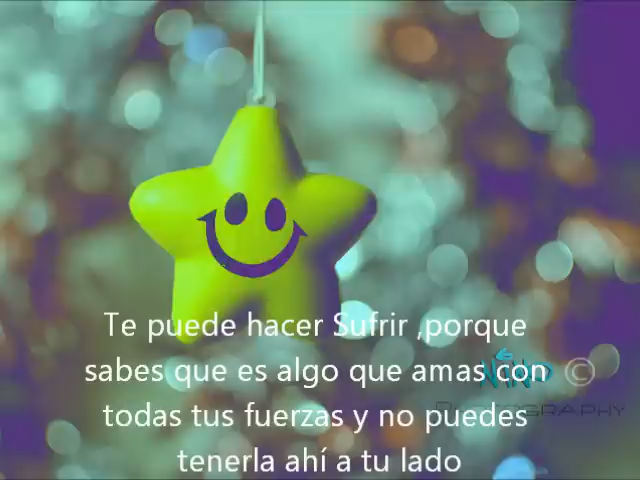 Te puede hacer Sufrir ,porque
sabes que es algo que amas con
todas tus fuerzas y no puedes
tenerla ahí a tu lado
©
PHOTOGRAPHY